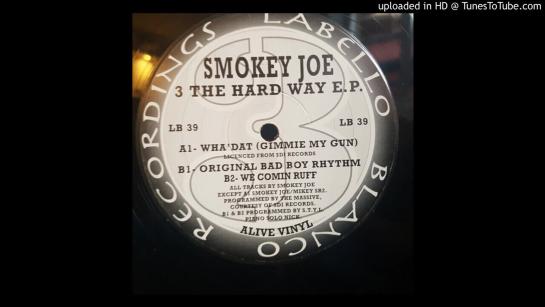 uploaded in HD @ TunesToTube.com
RECORDINGS LABELLO BLANCO
SMOKEY JOE
3 THE HARD WAY E.P.
LB 39 LB 39
A1- WHA'DAT (GIMMIE MY GUN)
LICENCED FROM SDI RECORDS
B1- ORIGINAL BAD BOY RHYTHM
B2- WE COMIN RUFF
ALL TRACKS BY SMOKEY JOE
EXCEPT A1 SMOKEY JOE/MIKEY SRI.
PROGRAMMED BY THE MASSIVE,
COURTESY OF SDI RECORDS.
B1 & B2 PROGRAMMED BY S.T.Y.L.
PIANO SOLO NICK.
ALIVE VINYL